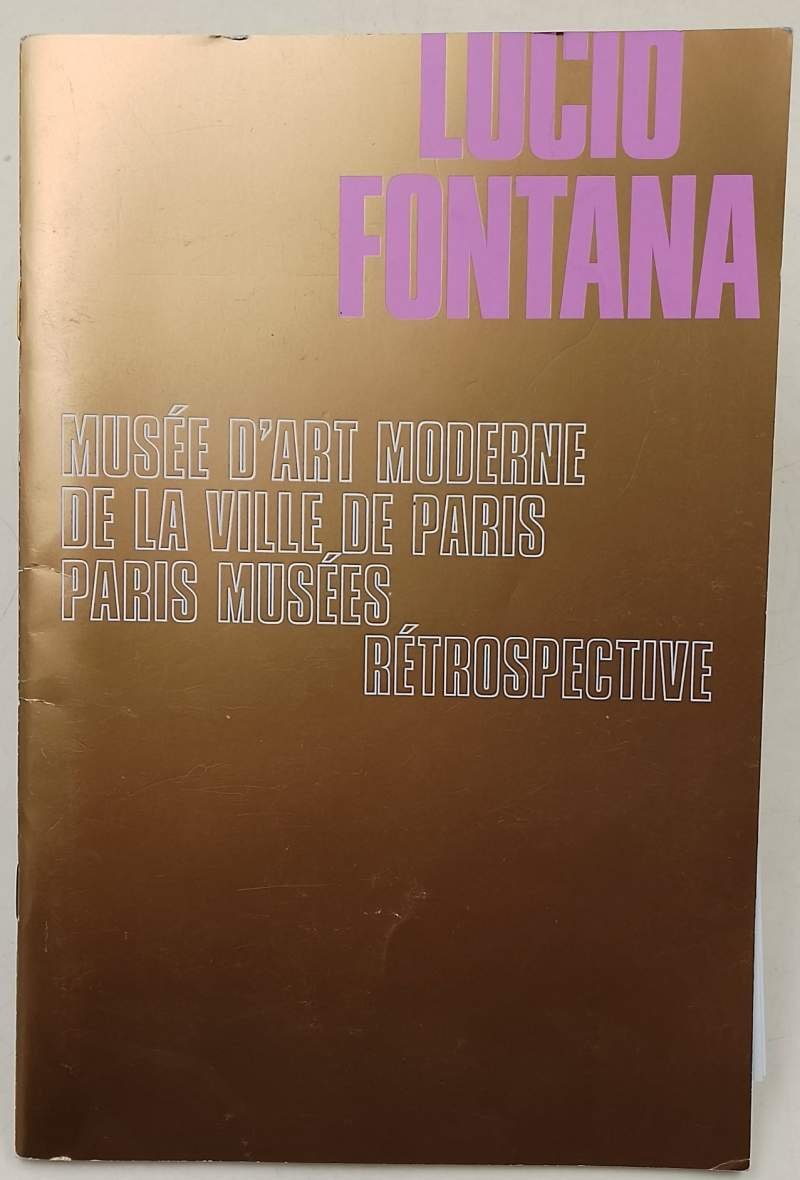 LUCIO
FONTANA
MUSÉE D'ART MODERNE
DE LA VILLE DE PARIS
PARIS MUSÉES
RÉTROSPECTIVE